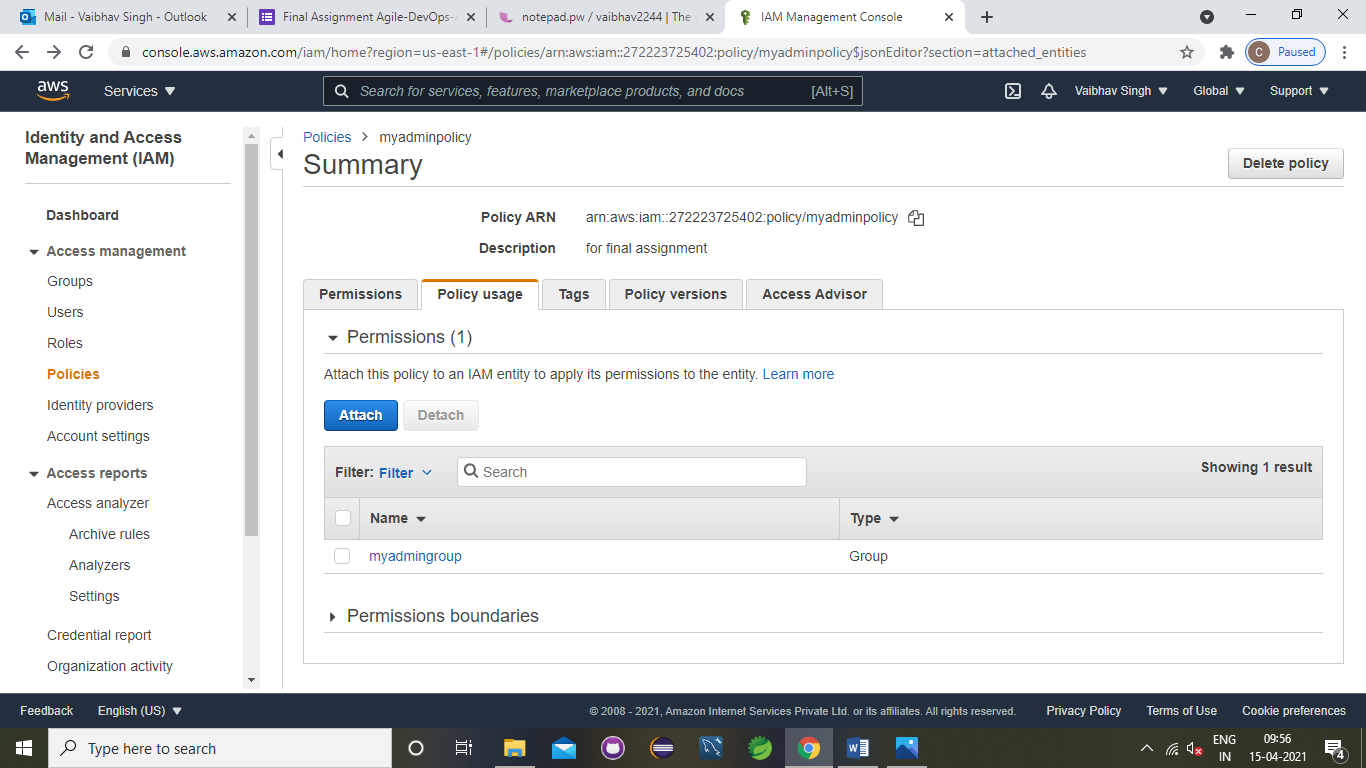 Mail - Vaibhav Singh - Outlook
Final Assignment Agile-DevOps-
notepad.pw / vaibhav2244 | The
IAM Management Console
console.aws.amazon.com/iam/home?region=us-east-1#/policies/arn:aws:iam::272223725402:policy/myadminpolicy$jsonEditor?section=attached_entities
C Paused
aws Services Search for services, features, marketplace products, and docs [Alt+S] Vaibhav Singh Global Support
Identity and Access
Management (IAM)
Dashboard
Access management
Groups
Users
Roles
Policies
Identity providers
Account settings
Access reports
Access analyzer
Archive rules
Analyzers
Settings
Credential report
Organization activity
Policies > myadminpolicy
Summary
Delete policy
Policy ARN arn:aws:iam::272223725402:policy/myadminpolicy
Description for final assignment
Permissions Policy usage Tags Policy versions Access Advisor
Permissions (1)
Attach this policy to an IAM entity to apply its permissions to the entity. Learn more
Attach Detach
Filter: Filter Search Showing 1 result
Name Type
myadmingroup Group
Permissions boundaries
Feedback English (US) © 2008 - 2021, Amazon Internet Services Private Ltd. or its affiliates. All rights reserved. Privacy Policy Terms of Use Cookie preferences
Type here to search
ENG
IN
09:56
15-04-2021
4